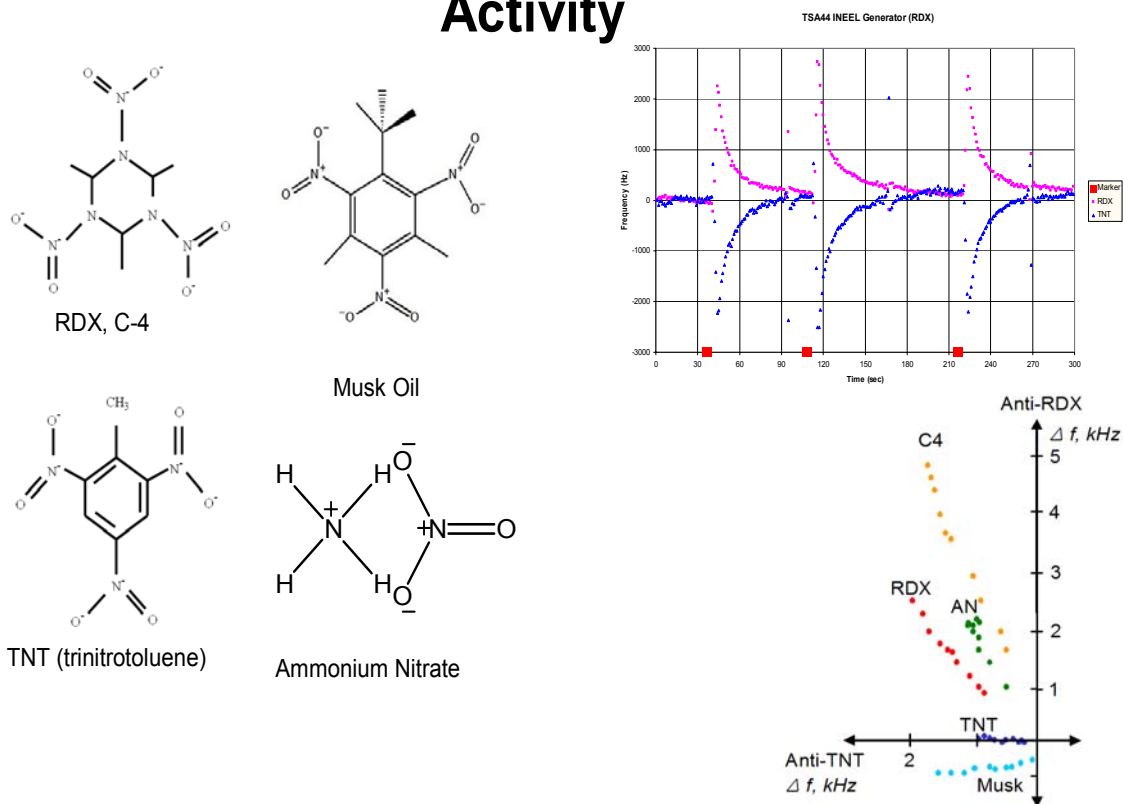 Activity
TSA44 INEEL Generator (RDX)
3000
2000
1000
0
-1000
-2000
-3000
Frequency (Hz)
0 30 60 90 120 150 180 210 240 270 300
Time (sec)
Marker
RDX
TNT
O O-
N-
N
N N
O- N- O
N-
O O-
RDX, C-4
O-
N+
O
O
N+
O-
N+
-O O
Musk Oil
CH3
O- O
N- N-
O O-
N-
O- O
TNT (trinitrotoluene)
H H O−
N+ +N O
H H O−
Ammonium Nitrate
Anti-RDX
Δ f, kHz
C4
5
4
3
RDX
AN
2
1
TNT
Anti-TNT 2
Δ f, kHz
Musk